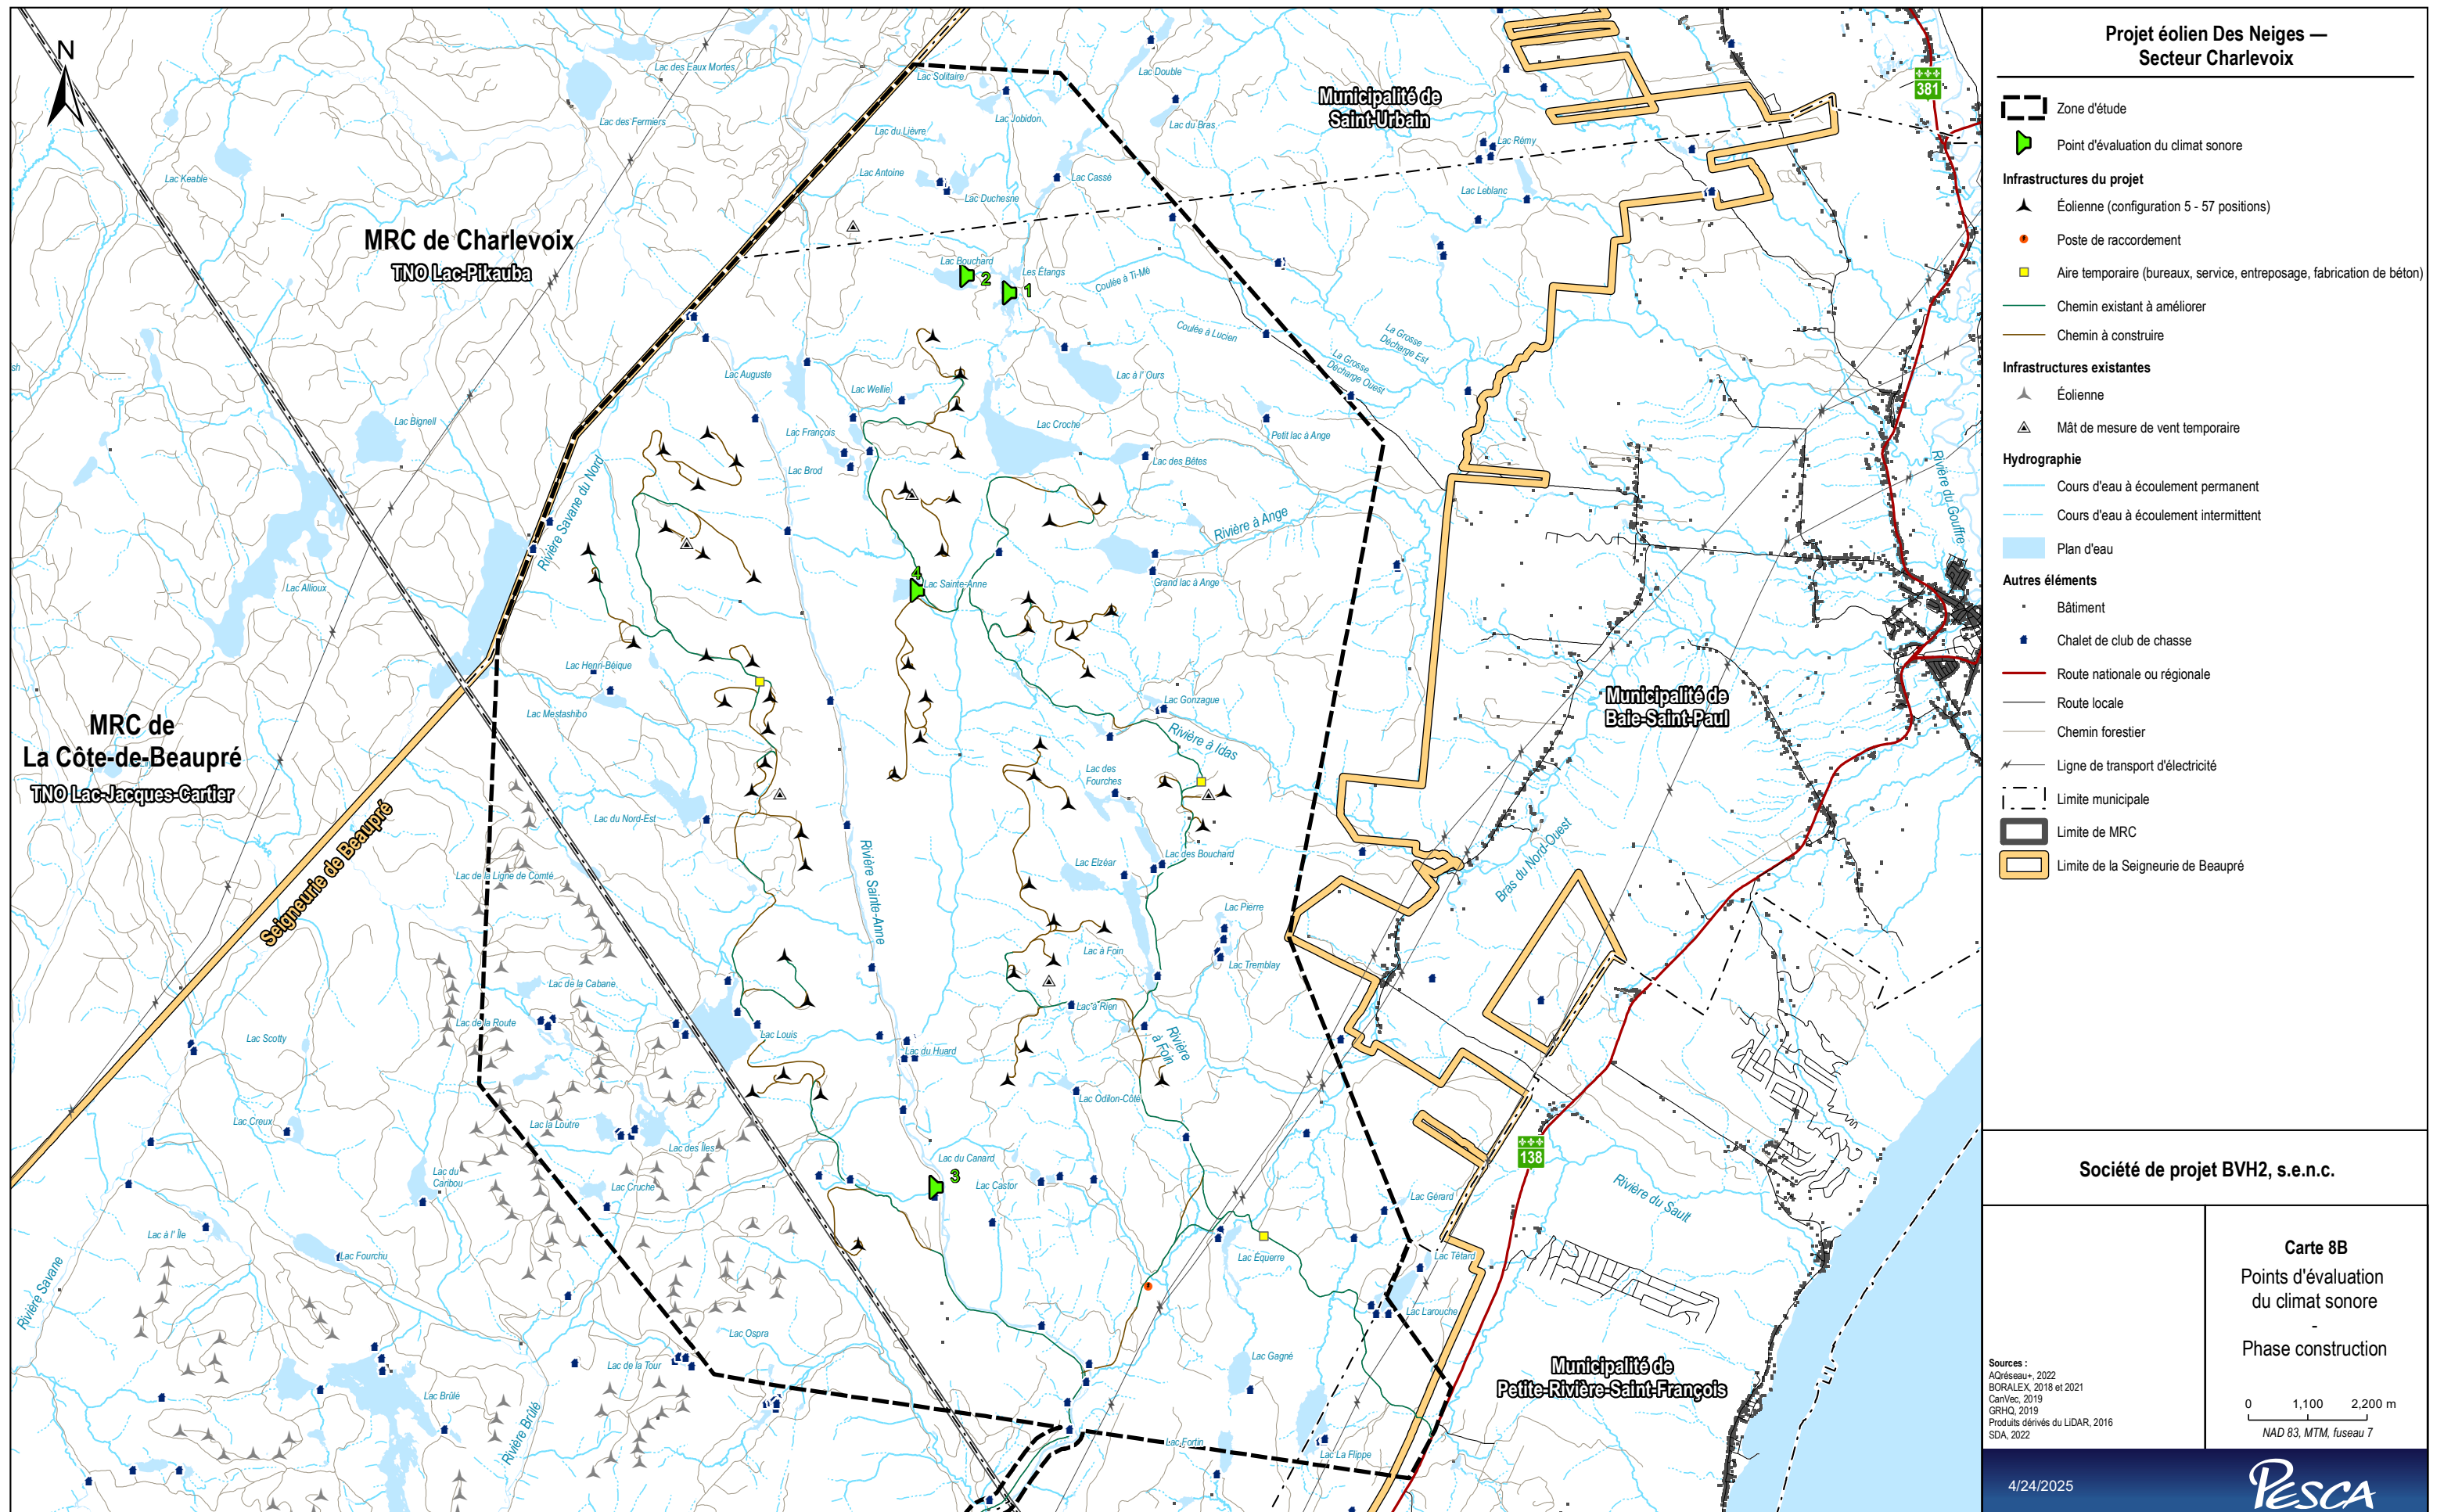 N
Lac des Eaux Mortes
Lac Solitaire
Lac Double
Lac des Fermiers
Lac Jobidon
Lac du Bras
Lac du Lièvre
Municipalité de
Saint-Urbain
381
Lac Rémy
Lac Keable
Lac Antoine
Lac Cassé
Lac Duchesne
Lac Leblanc
MRC de Charlevoix
TNO Lac-Pikauba
Lac Bouchard
2
Les Étangs
1
Coulée à Ti-Mé
Coulée à Lucien
La Grosse
Décharge Est
La Grosse
Décharge Ouest
sh
Lac Auguste
Lac Wellie
Lac à l' Ours
Lac Bignell
Lac François
Lac Croche
Petit lac à Ange
Lac Brod
Lac des Bêtes
Rivière Savane du Nord
Rivière à Ange
Rivière du Gouffre
4
Lac Sainte-Anne
Grand lac à Ange
Lac Allioux
Lac Henri-Béique
Lac Mestashibo
Lac Gonzague
Rivière à Idas
Municipalité de
Baie-Saint-Paul
MRC de
La Côte-de-Beaupré
TNO Lac-Jacques-Cartier
Lac des
Fourches
Lac du Nord-Est
Seigneurie de Beaupré
Rivière Sainte-Anne
Lac de la Ligne de Comté
Lac Elzéar
Lac des Bouchard
Bras du Nord-Ouest
Lac Pierre
Lac à Foin
Lac Tremblay
Lac de la Cabane
Lac à Rien
Lac de la Route
Lac Scotty
Lac Louis
Lac du Huard
Rivière
à Foin
Lac Odilon-Côté
Lac Creux
Lac la Loutre
Lac des Îles
138
Lac du
Caribou
Lac du Canard
3
Lac Castor
Lac Cruche
Lac Gérard
Rivière du Sault
Lac à l' Île
Lac Fourchu
Lac Équerre
Lac Têtard
Rivière Savane
Lac Larouche
Lac Ospra
Lac de la Tour
Lac Gagné
Municipalité de
Petite-Rivière-Saint-François
Lac Brûlé
Rivière Brûlé
Lac Fortin
Lac La Flippe
Projet éolien Des Neiges —
Secteur Charlevoix
Zone d'étude
Point d'évaluation du climat sonore
Infrastructures du projet
Éolienne (configuration 5 - 57 positions)
Poste de raccordement
Aire temporaire (bureaux, service, entreposage, fabrication de béton)
Chemin existant à améliorer
Chemin à construire
Infrastructures existantes
Éolienne
Mât de mesure de vent temporaire
Hydrographie
Cours d'eau à écoulement permanent
Cours d'eau à écoulement intermittent
Plan d'eau
Autres éléments
Bâtiment
Chalet de club de chasse
Route nationale ou régionale
Route locale
Chemin forestier
Ligne de transport d'électricité
Limite municipale
Limite de MRC
Limite de la Seigneurie de Beaupré
Société de projet BVH2, s.e.n.c.
Carte 8B
Points d'évaluation
du climat sonore
-
Phase construction
Sources :
AQréseau+, 2022
BORALEX, 2018 et 2021
CanVec, 2019
GRHQ, 2019
Produits dérivés du LiDAR, 2016
SDA, 2022
0 1,100 2,200 m
NAD 83, MTM, fuseau 7
4/24/2025
PESCA